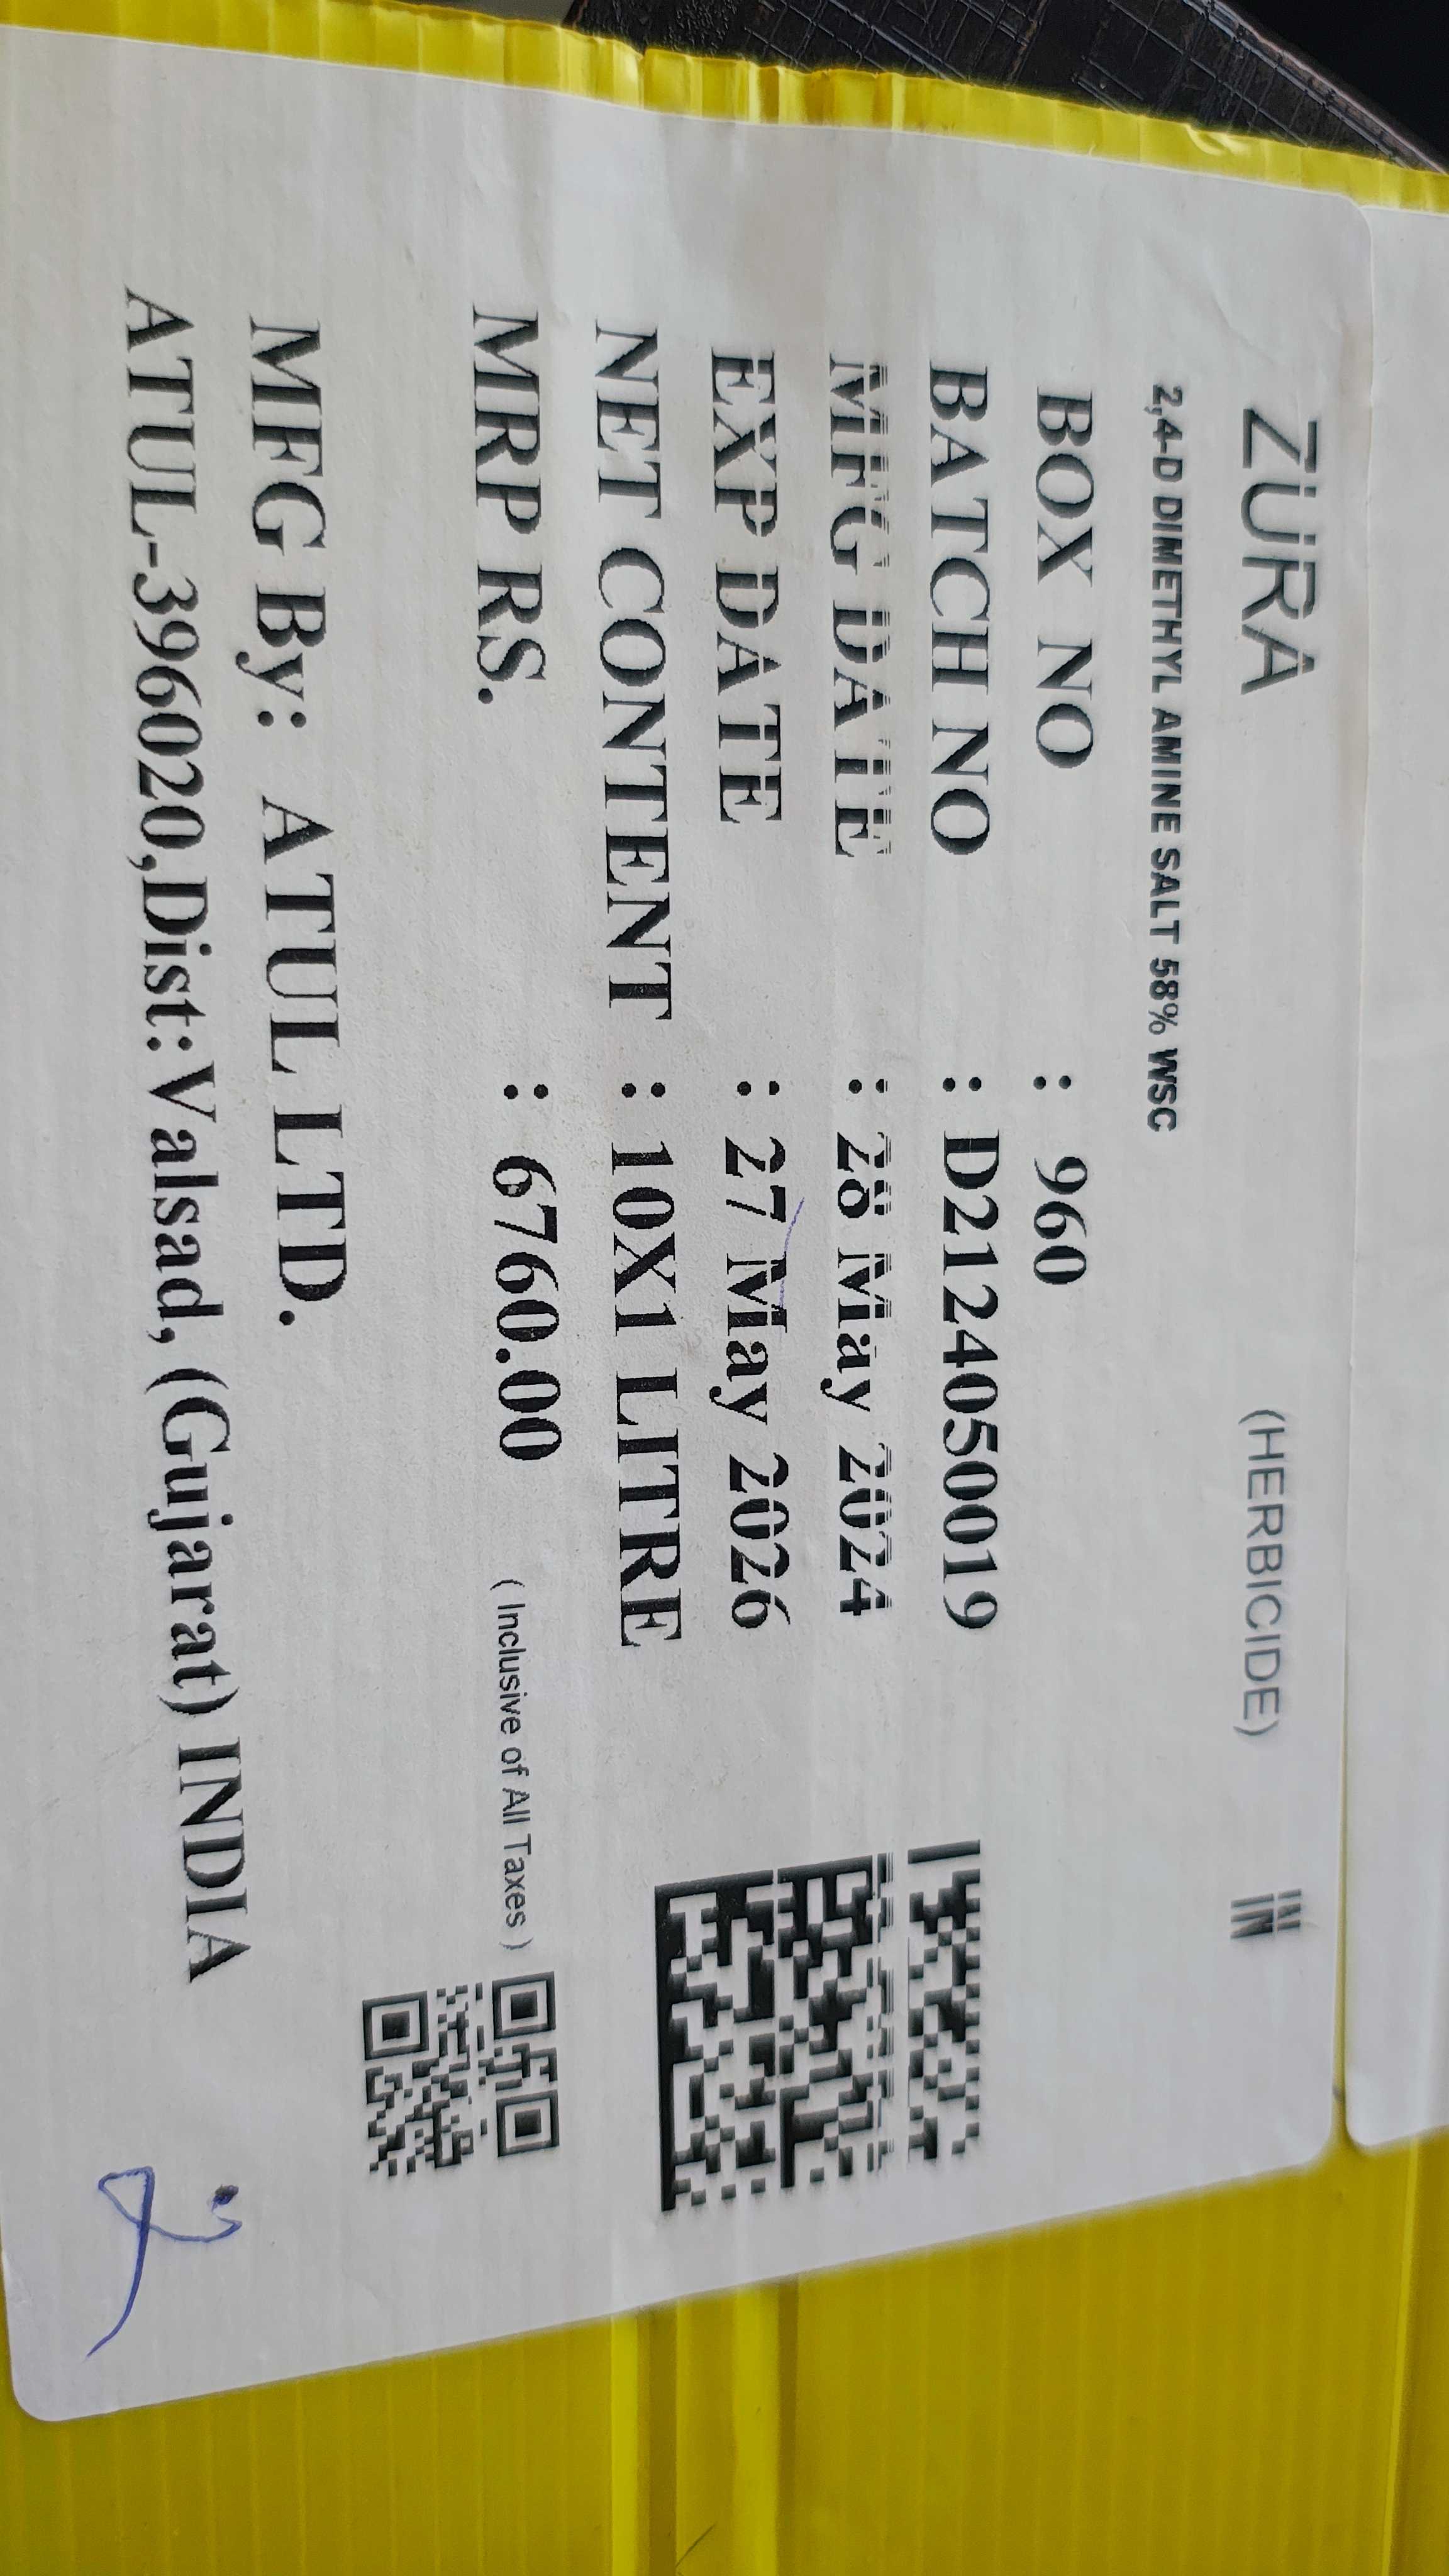 ZURA (HERBICIDE) IN
2,4-D DIMETHYL AMINE SALT 58% WSC
BOX NO : 960
BATCH NO : D212405019
MFG DATE : 28 May 2024
EXP DATE : 27 May 2026
NET CONTENT : 10X1 LITRE
MRP RS. : 6760.00 ( Inclusive of All Taxes )
MFG By: ATUL LTD.
ATUL-396020,Dist:Valsad, (Gujarat) INDIA